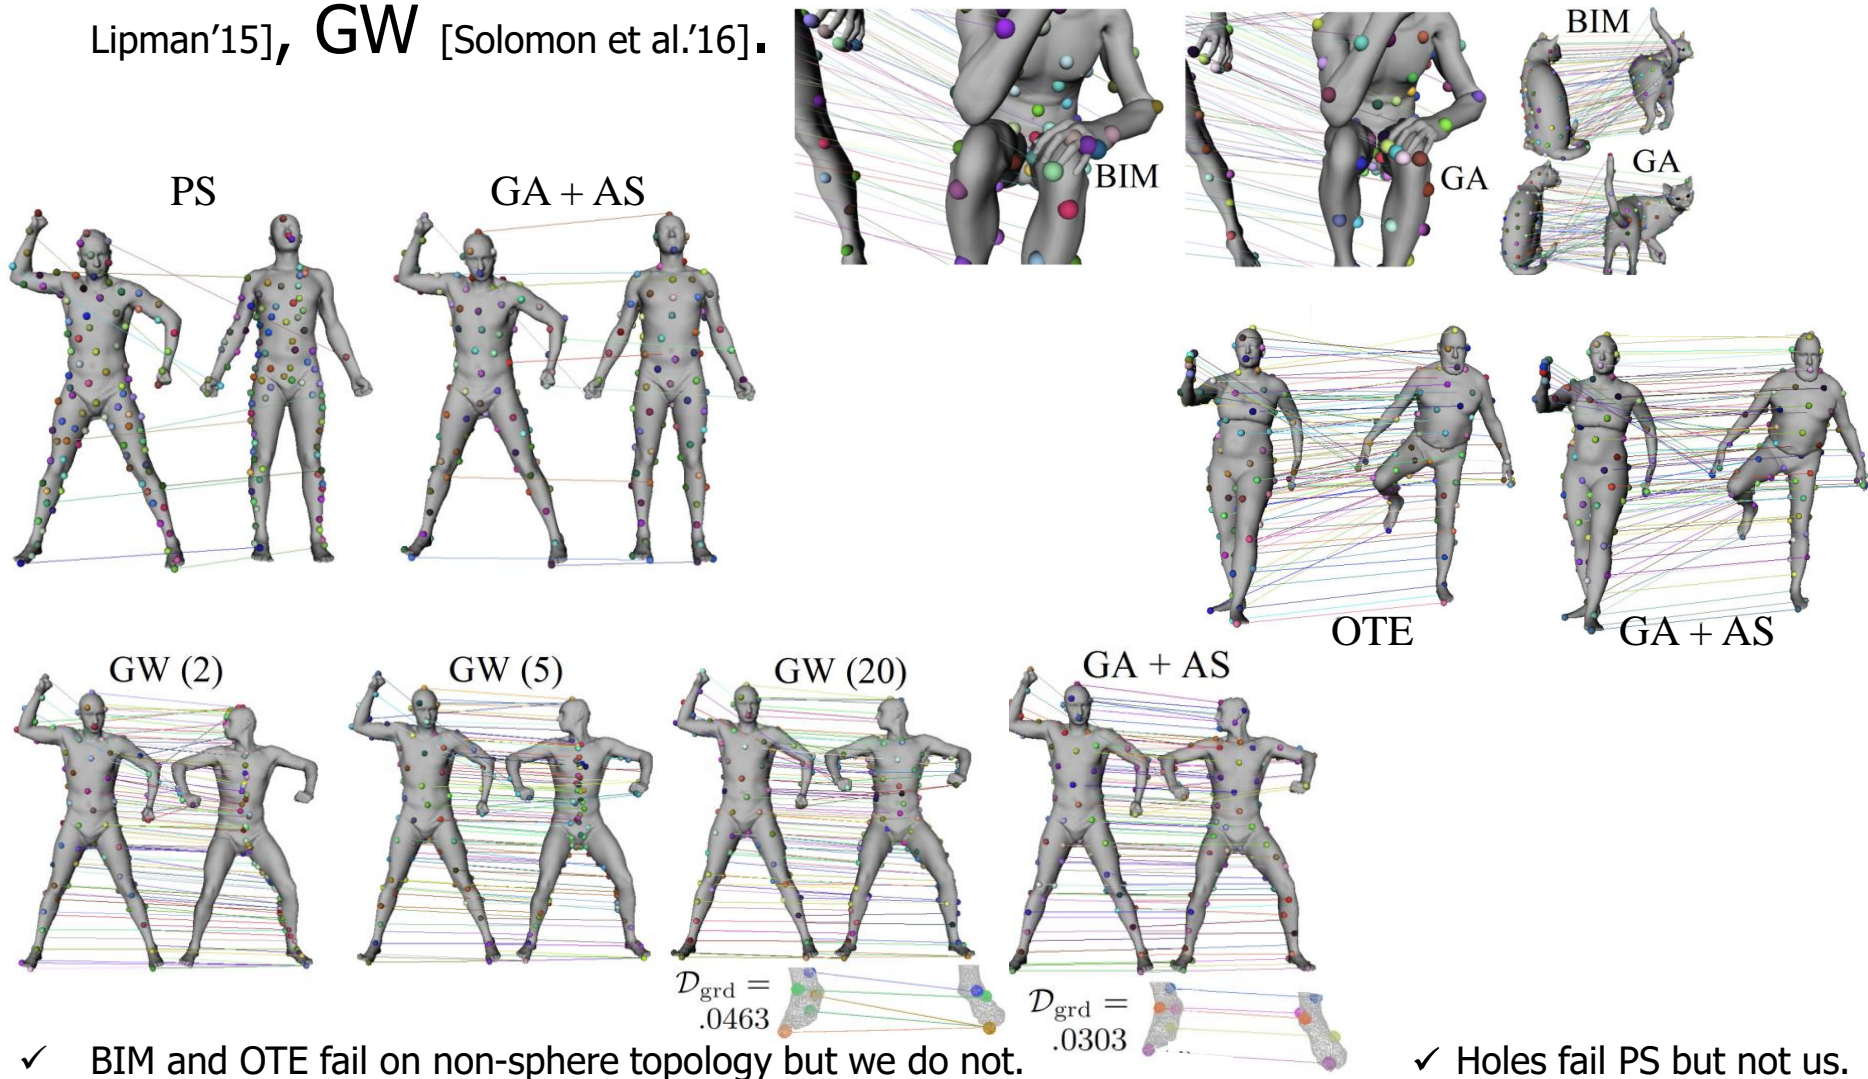 Lipman’15], GW [Solomon et al.’16].
BIM
GA
BIM
GA
PS
GA + AS
OTE
GA + AS
GW (2)
GW (5)
GW (20)
GA + AS
𝒟grd =
.0463
𝒟grd =
.0303
✓ BIM and OTE fail on non-sphere topology but we do not.
✓ Holes fail PS but not us.